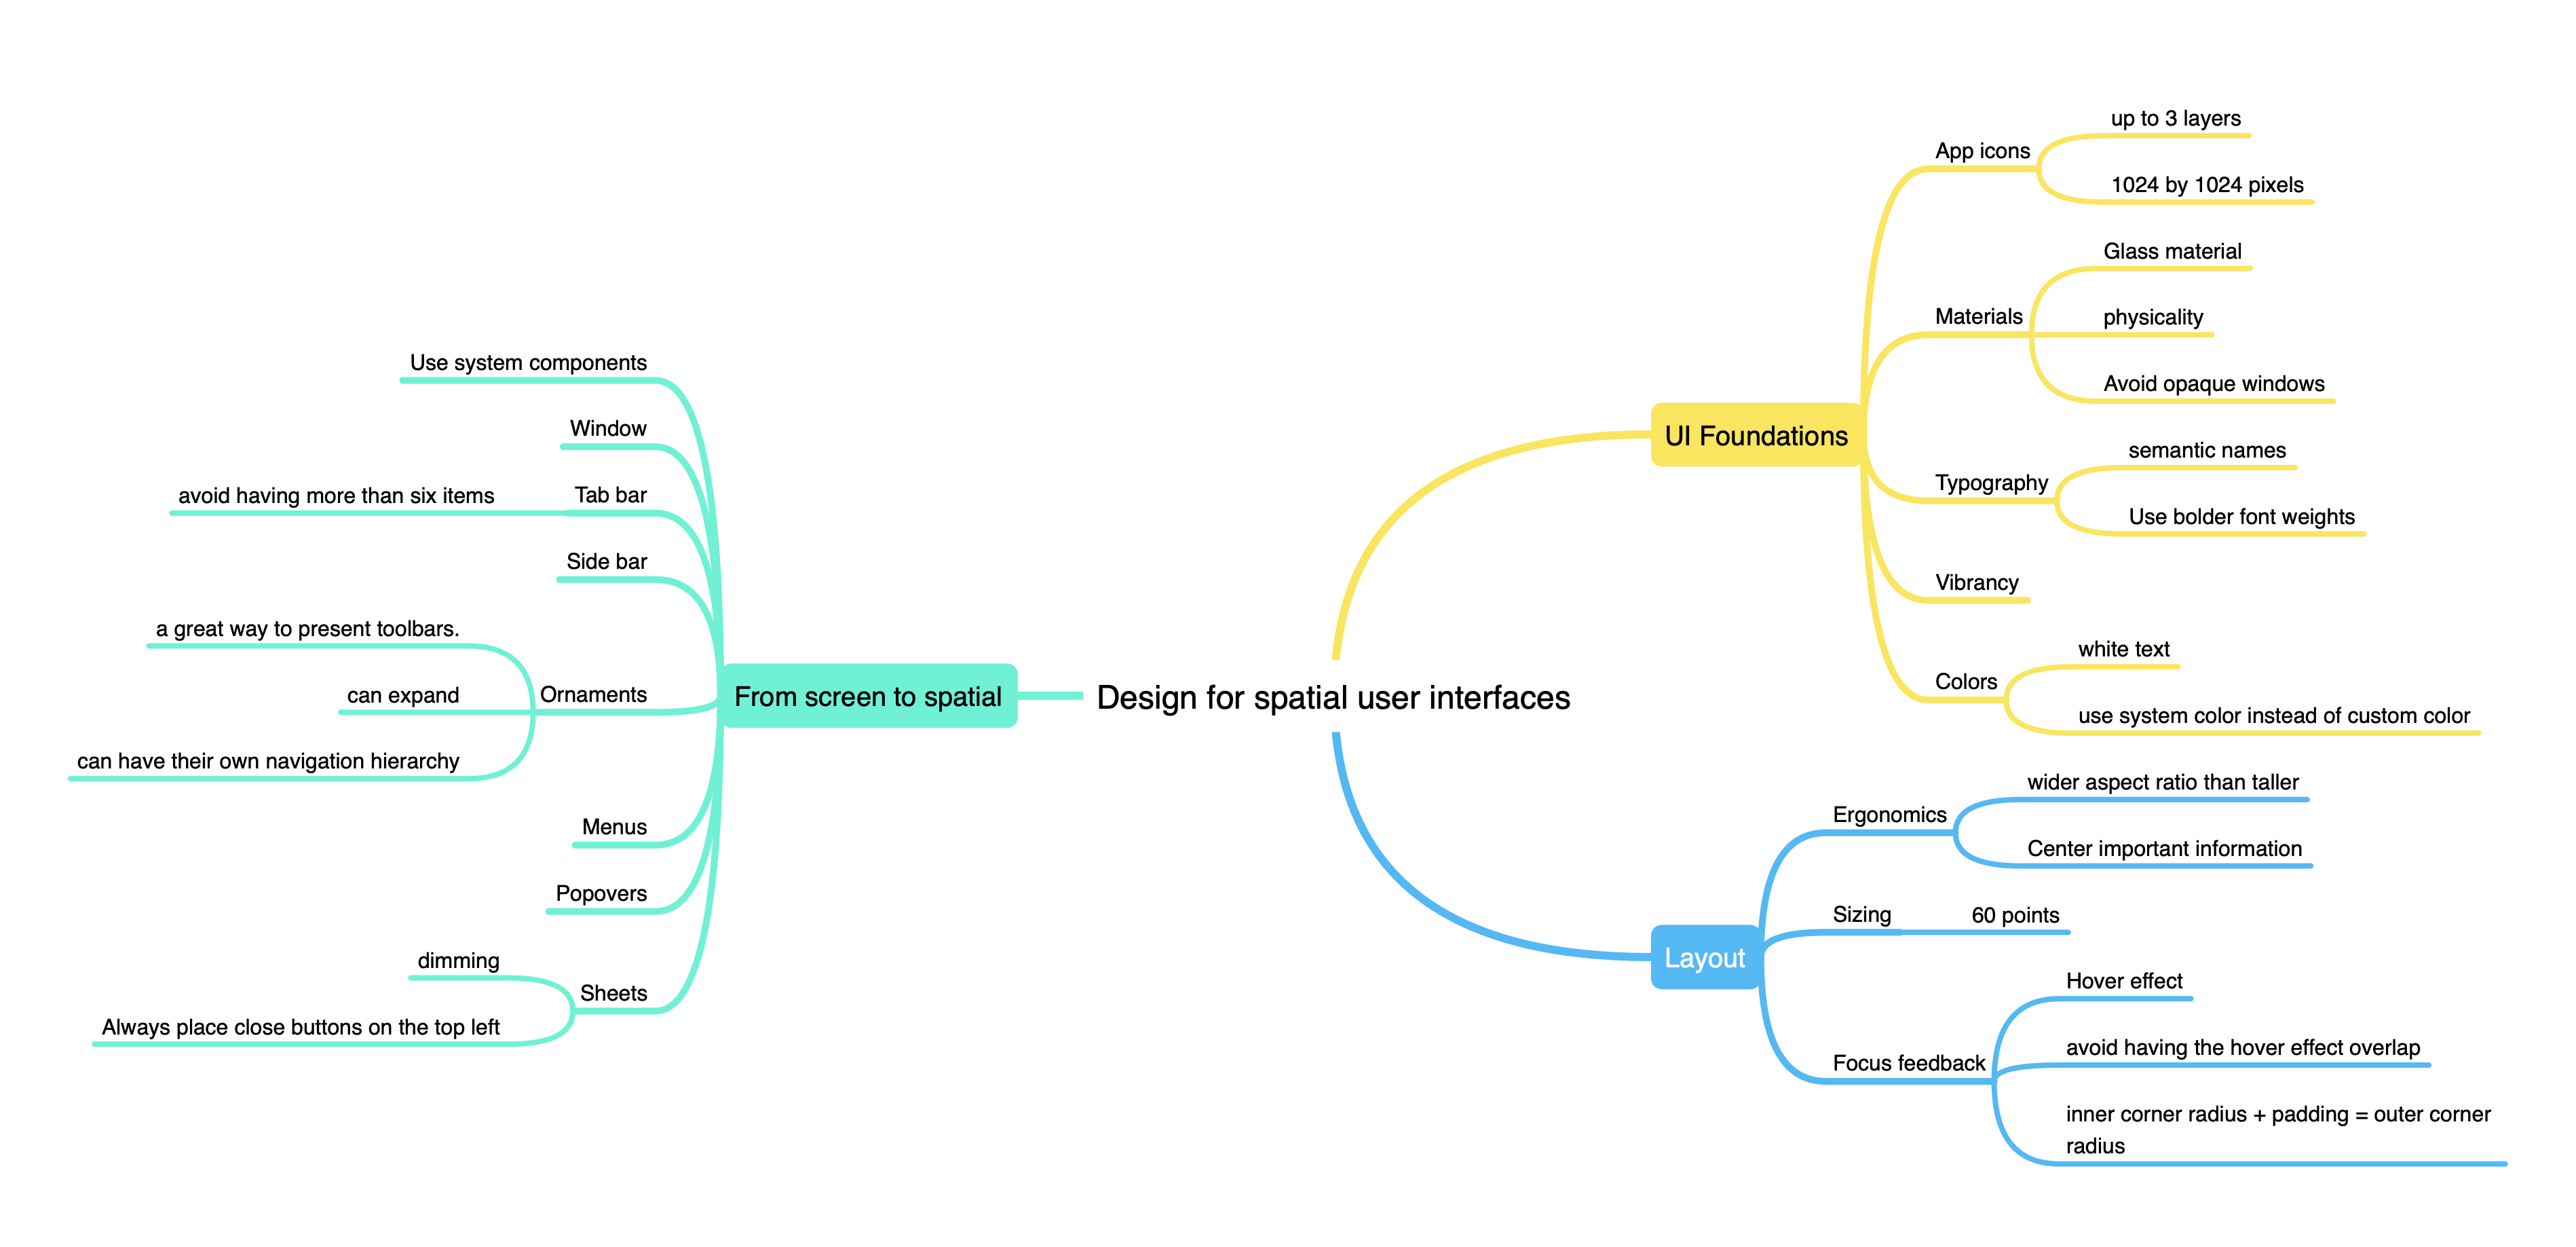 Design for spatial user interfaces
UI Foundations
App icons
up to 3 layers
1024 by 1024 pixels
Materials
Glass material
physicality
Avoid opaque windows
Typography
semantic names
Use bolder font weights
Vibrancy
Colors
white text
use system color instead of custom color
Layout
Ergonomics
wider aspect ratio than taller
Center important information
Sizing
60 points
Focus feedback
Hover effect
avoid having the hover effect overlap
inner corner radius + padding = outer corner
radius
From screen to spatial
Use system components
Window
Tab bar
avoid having more than six items
Side bar
Ornaments
a great way to present toolbars.
can expand
can have their own navigation hierarchy
Menus
Popovers
Sheets
dimming
Always place close buttons on the top left